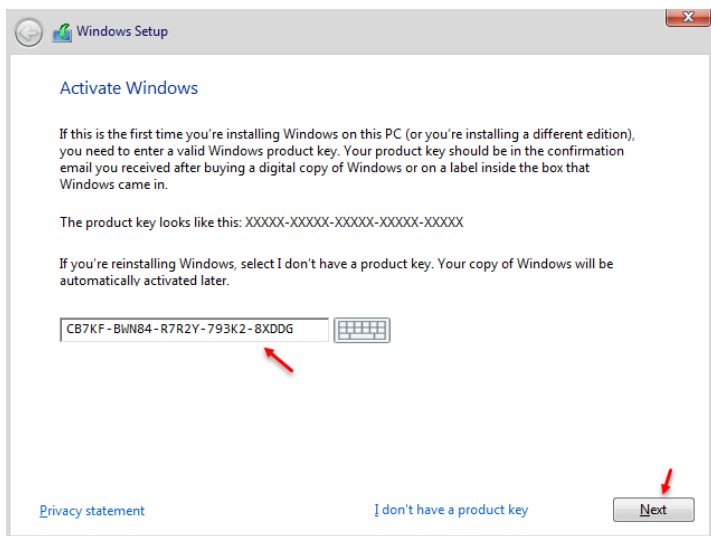 Windows Setup
Activate Windows
If this is the first time you're installing Windows on this PC (or you're installing a different edition),
you need to enter a valid Windows product key. Your product key should be in the confirmation
email you received after buying a digital copy of Windows or on a label inside the box that
Windows came in.
The product key looks like this: XXXXX-XXXXX-XXXXX-XXXXX-XXXXX
If you're reinstalling Windows, select I don't have a product key. Your copy of Windows will be
automatically activated later.
CB7KF-BWN84-R7R2Y-793K2-8XDDG
Privacy statement
I don't have a product key
Next